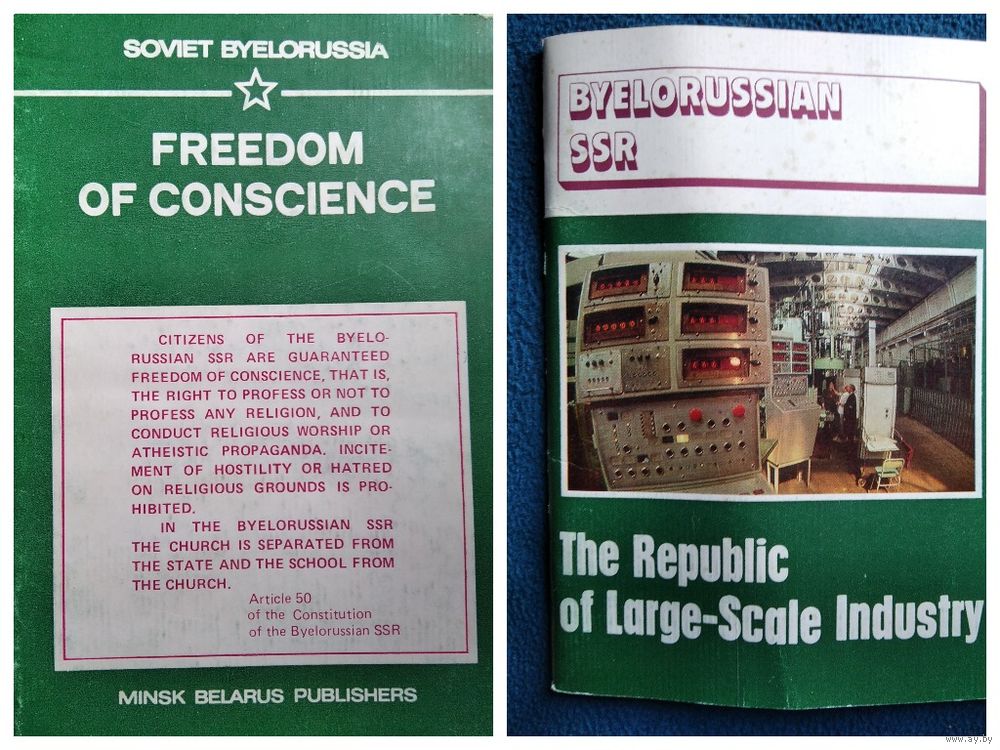 SOVIET BYELORUSSIA
FREEDOM
OF CONSCIENCE
CITIZENS OF THE BYELO-
RUSSIAN SSR ARE GUARANTEED
FREEDOM OF CONSCIENCE, THAT IS,
THE RIGHT TO PROFESS OR NOT TO
PROFESS ANY RELIGION, AND TO
CONDUCT RELIGIOUS WORSHIP OR
ATHEISTIC PROPAGANDA. INCITE-
MENT OF HOSTILITY OR HATRED
ON RELIGIOUS GROUNDS IS PRO-
HIBITED.
IN THE BYELORUSSIAN SSR
THE CHURCH IS SEPARATED FROM
THE STATE AND THE SCHOOL FROM
THE CHURCH.
Article 50
of the Constitution
of the Byelorussian SSR
MINSK BELARUS PUBLISHERS
BYELORUSSIAN
SSR
The Republic
of Large-Scale Industry
www.ay.by